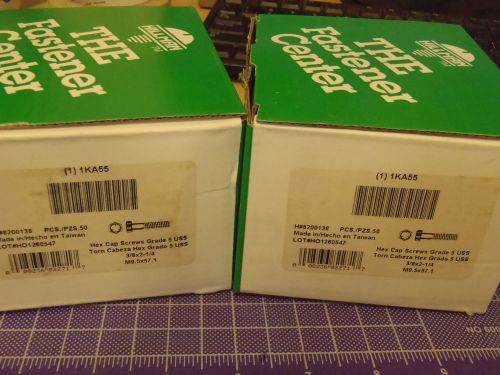 THE
Fastener
Center
HILLMAN
THE
Fastener
Center
(1) 1KA55
H#8200138 PCS./PZS.50
Made in/Hecho en Taiwan
LOT#HO1260547
Hex Cap Screws Grade 5 USS
Torn Cabeza Hex Grado 5 USS
3/8x2-1/4
M9.5x57.1
(1) 1KA55
H#8200138 PCS./PZS.50
Made in/Hecho en Taiwan
LOT#HO1260547
Hex Cap Screws Grade 5 USS
Torn Cabeza Hex Grado 5 USS
3/8x2-1/4
M9.5x57.1